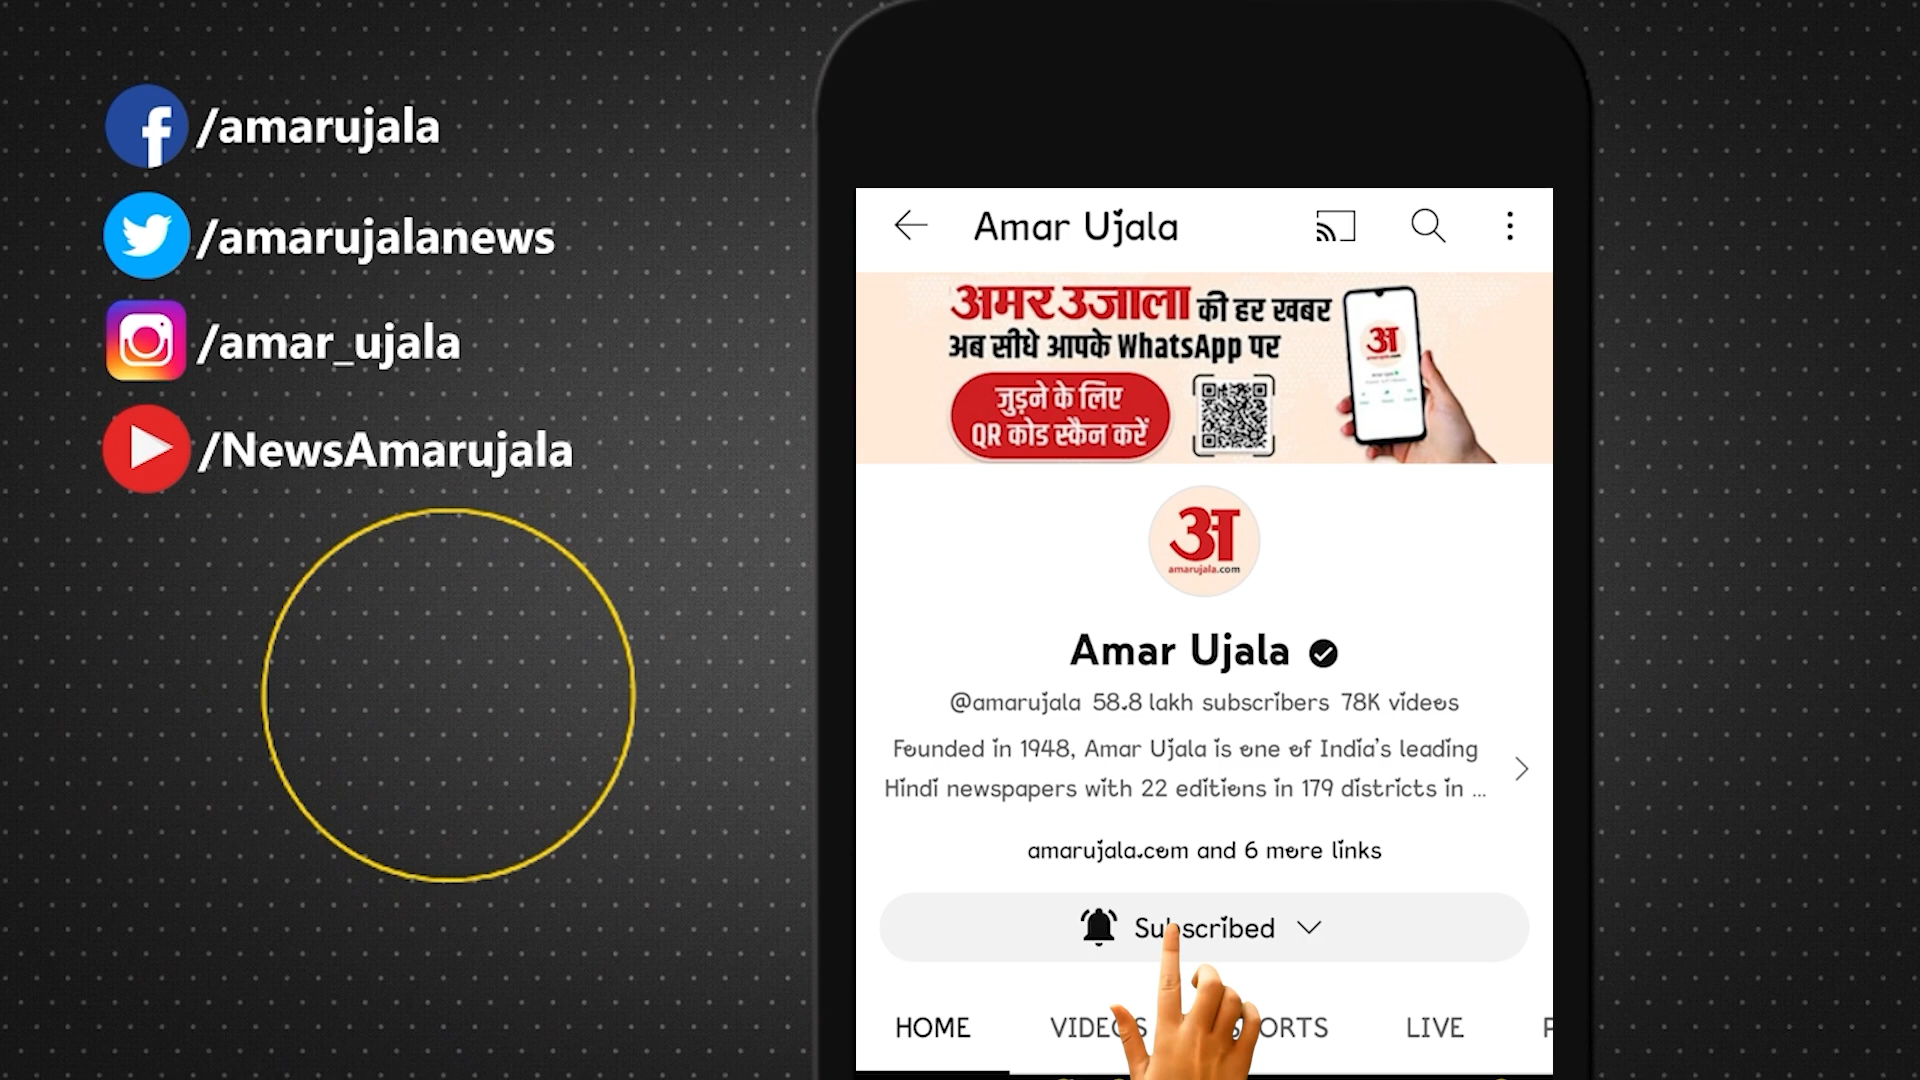 /amarujala
/amarujalanews
/amar_ujala
/NewsAmarujala
Amar Ujala
अमर उजाला की हर खबर
अब सीधे आपके WhatsApp पर
जुड़ने के लिए
QR कोड स्कैन करें
अ
अ
amarujala.com
Amar Ujala
@amarujala 58.8 lakh subscribers 78K videos
Founded in 1948, Amar Ujala is one of India's leading
Hindi newspapers with 22 editions in 179 districts in ...
amarujala.com and 6 more links
Subscribed
HOME VIDEOS SHORTS LIVE